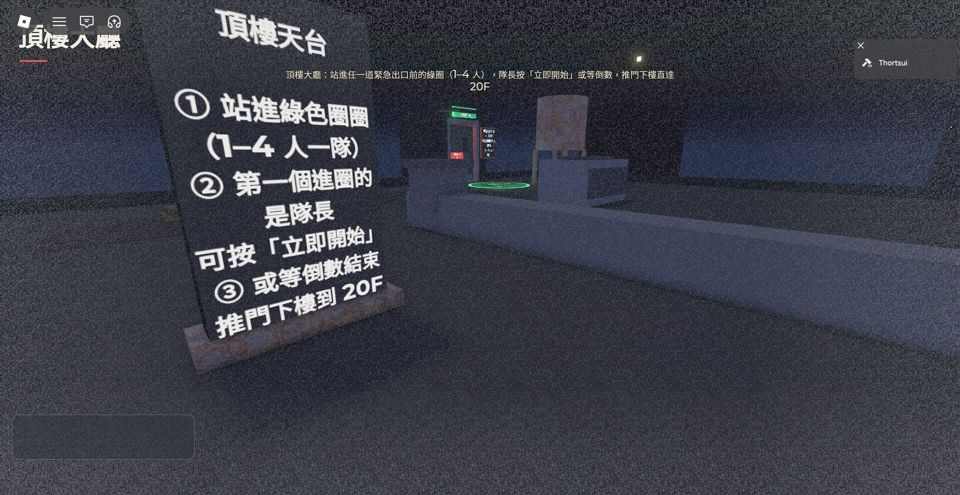 頂樓大廳
頂樓大廳：站進任一道緊急出口前的綠圈（1–4 人），隊長按「立即開始」或等倒數，推門下樓直達
20F
Thortsui
頂樓天台
① 站進綠色圈圈
（1–4 人一隊）
② 第一個進圈的
是隊長
可按「立即開始」
③ 或等倒數結束
推門下樓到 20F